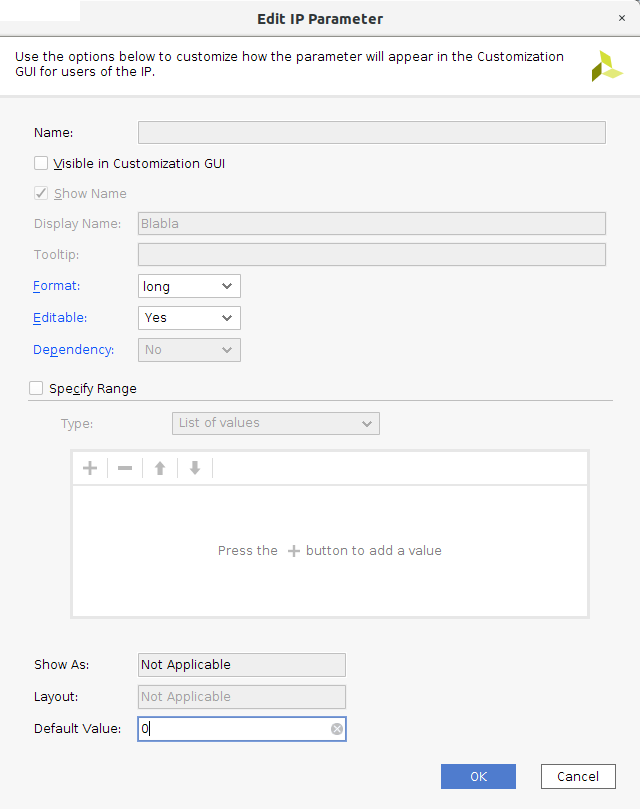 Edit IP Parameter
×
Use the options below to customize how the parameter will appear in the Customization
GUI for users of the IP.
Name:
Visible in Customization GUI
Show Name
Display Name: Blabla
Tooltip:
Format: long
Editable: Yes
Dependency: No
Specify Range
Type: List of values
Press the + button to add a value
Show As: Not Applicable
Layout: Not Applicable
Default Value: 0
OK Cancel